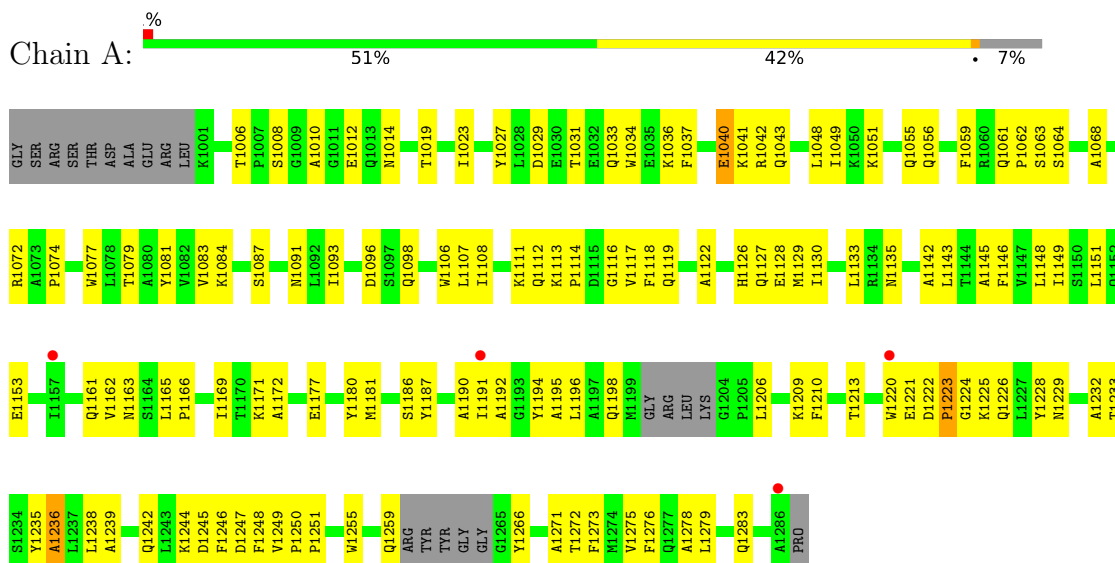 %
Chain A:
51% 42% • 7%
GLY SER ARG SER THR ASP ALA GLU ARG LEU K1001 T1006 P1007 S1008 G1009 A1010 G1011 E1012 Q1013 N1014 T1019 I1023 Y1027 L1028 D1029 E1030 T1031 E1032 Q1033 W1034 E1035 K1036 F1037 E1040 K1041 R1042 Q1043 L1048 I1049 K1050 K1051 Q1055 Q1056 F1059 R1060 Q1061 P1062 S1063 S1064 A1068
R1072 A1073 P1074 W1077 L1078 T1079 A1080 Y1081 V1082 V1083 K1084 S1087 N1091 L1092 I1093 D1096 S1097 Q1098 W1106 L1107 I1108 K1111 Q1112 K1113 P1114 D1115 G1116 V1117 F1118 Q1119 A1122 H1126 Q1127 E1128 M1129 I1130 L1133 R1134 N1135 A1142 L1143 T1144 A1145 F1146 V1147 L1148 I1149 S1150 L1151 Q1152
E1153 I1157 Q1161 V1162 N1163 S1164 L1165 P1166 I1169 T1170 K1171 A1172 E1177 Y1180 M1181 S1186 Y1187 A1190 I1191 A1192 G1193 Y1194 A1195 L1196 A1197 Q1198 M1199 GLY ARG LEU LYS G1204 P1205 L1206 K1209 F1210 T1213 W1220 E1221 D1222 P1223 G1224 K1225 Q1226 L1227 Y1228 N1229 A1232 T1233
S1234 Y1235 A1236 L1237 L1238 A1239 Q1242 L1243 K1244 D1245 F1246 D1247 F1248 V1249 P1250 P1251 W1255 Q1259 ARG TYR TYR GLY GLY G1265 Y1266 A1271 T1272 F1273 M1274 V1275 F1276 Q1277 A1278 L1279 Q1283 A1286 PRO